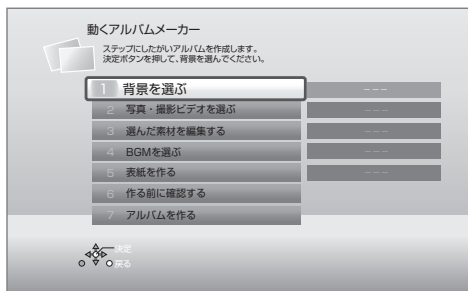 動くアルバムメーカー
ステップにしたがいアルバムを作成します。
決定ボタンを押して、背景を選んでください。
1 背景を選ぶ ---
2 写真・撮影ビデオを選ぶ ---
3 選んだ素材を編集する ---
4 BGMを選ぶ ---
5 表紙を作る ---
6 作る前に確認する
7 アルバムを作る
決定
戻る